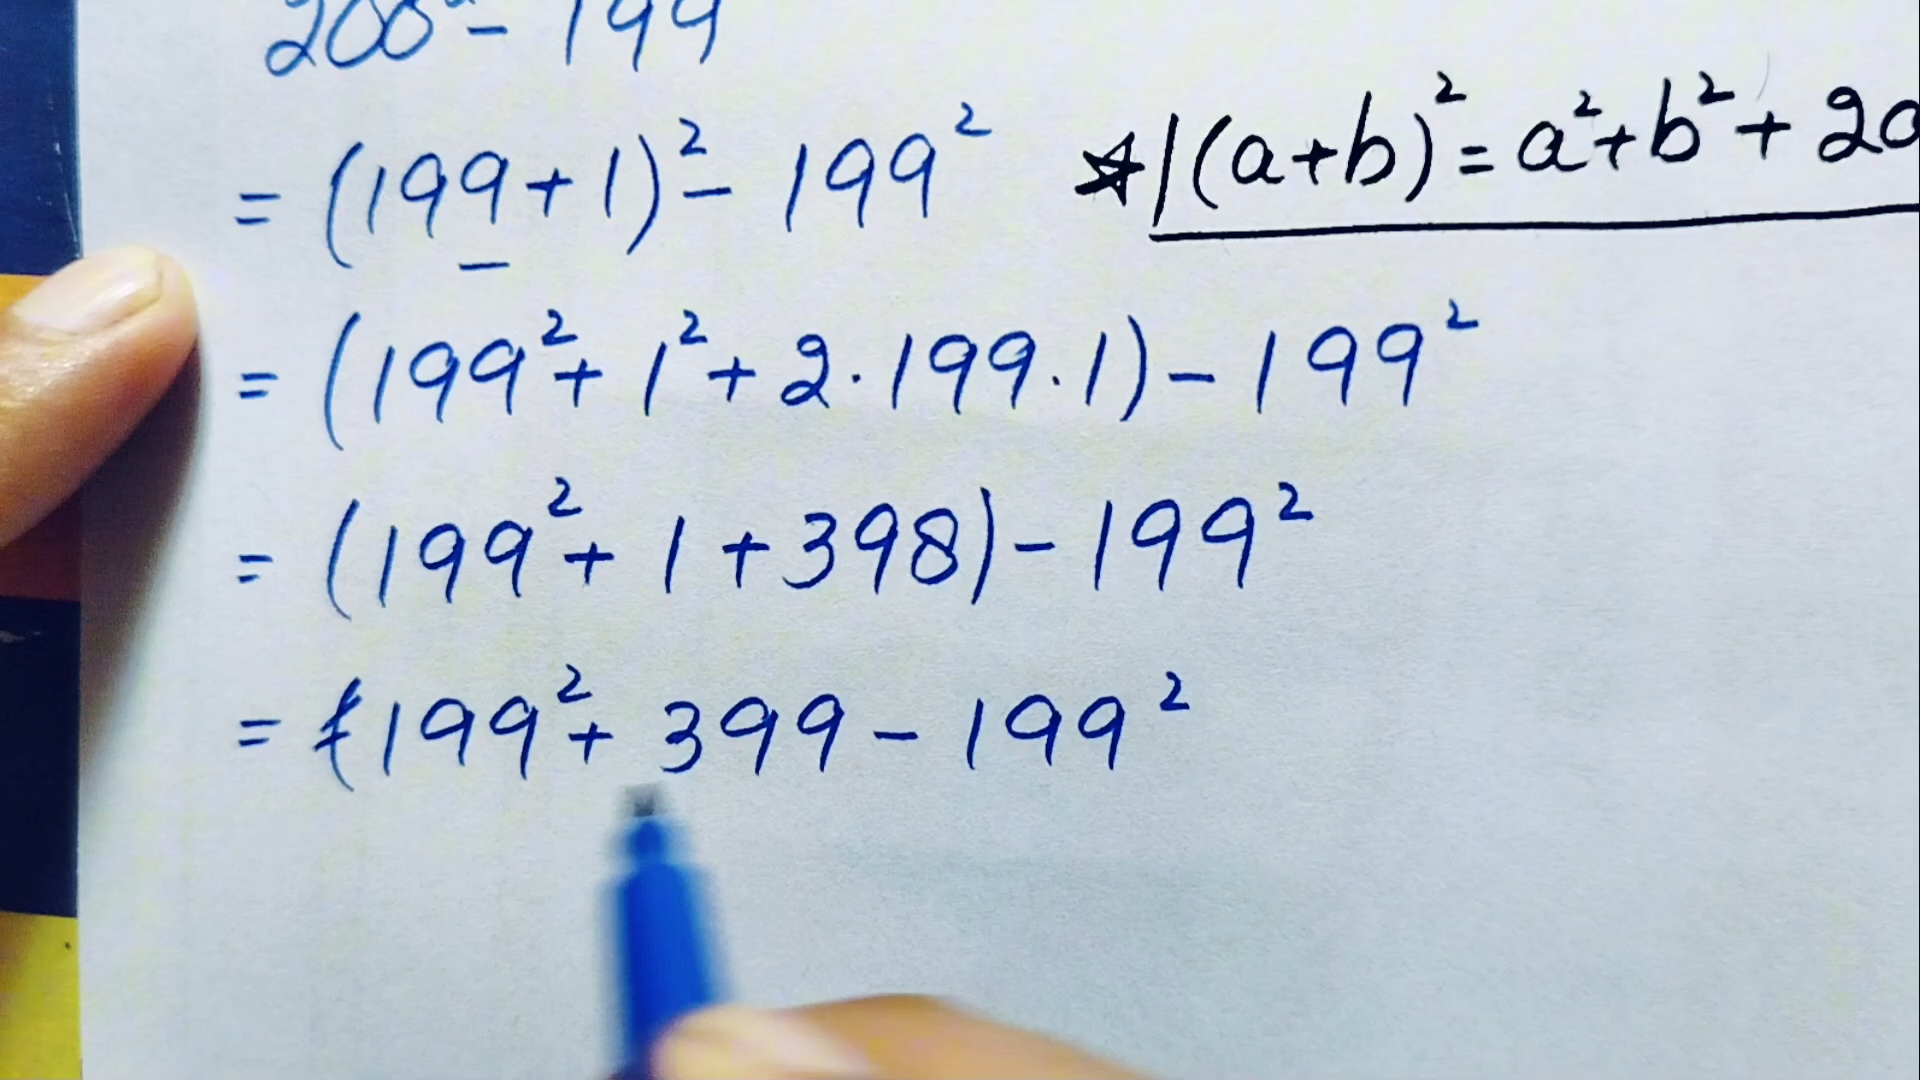 200² - 199
= (199 + 1)² - 199²
* | (a+b)² = a² + b² + 2a
= (199² + 1² + 2 · 199 · 1) - 199²
= (199² + 1 + 398) - 199²
= 199² + 399 - 199²